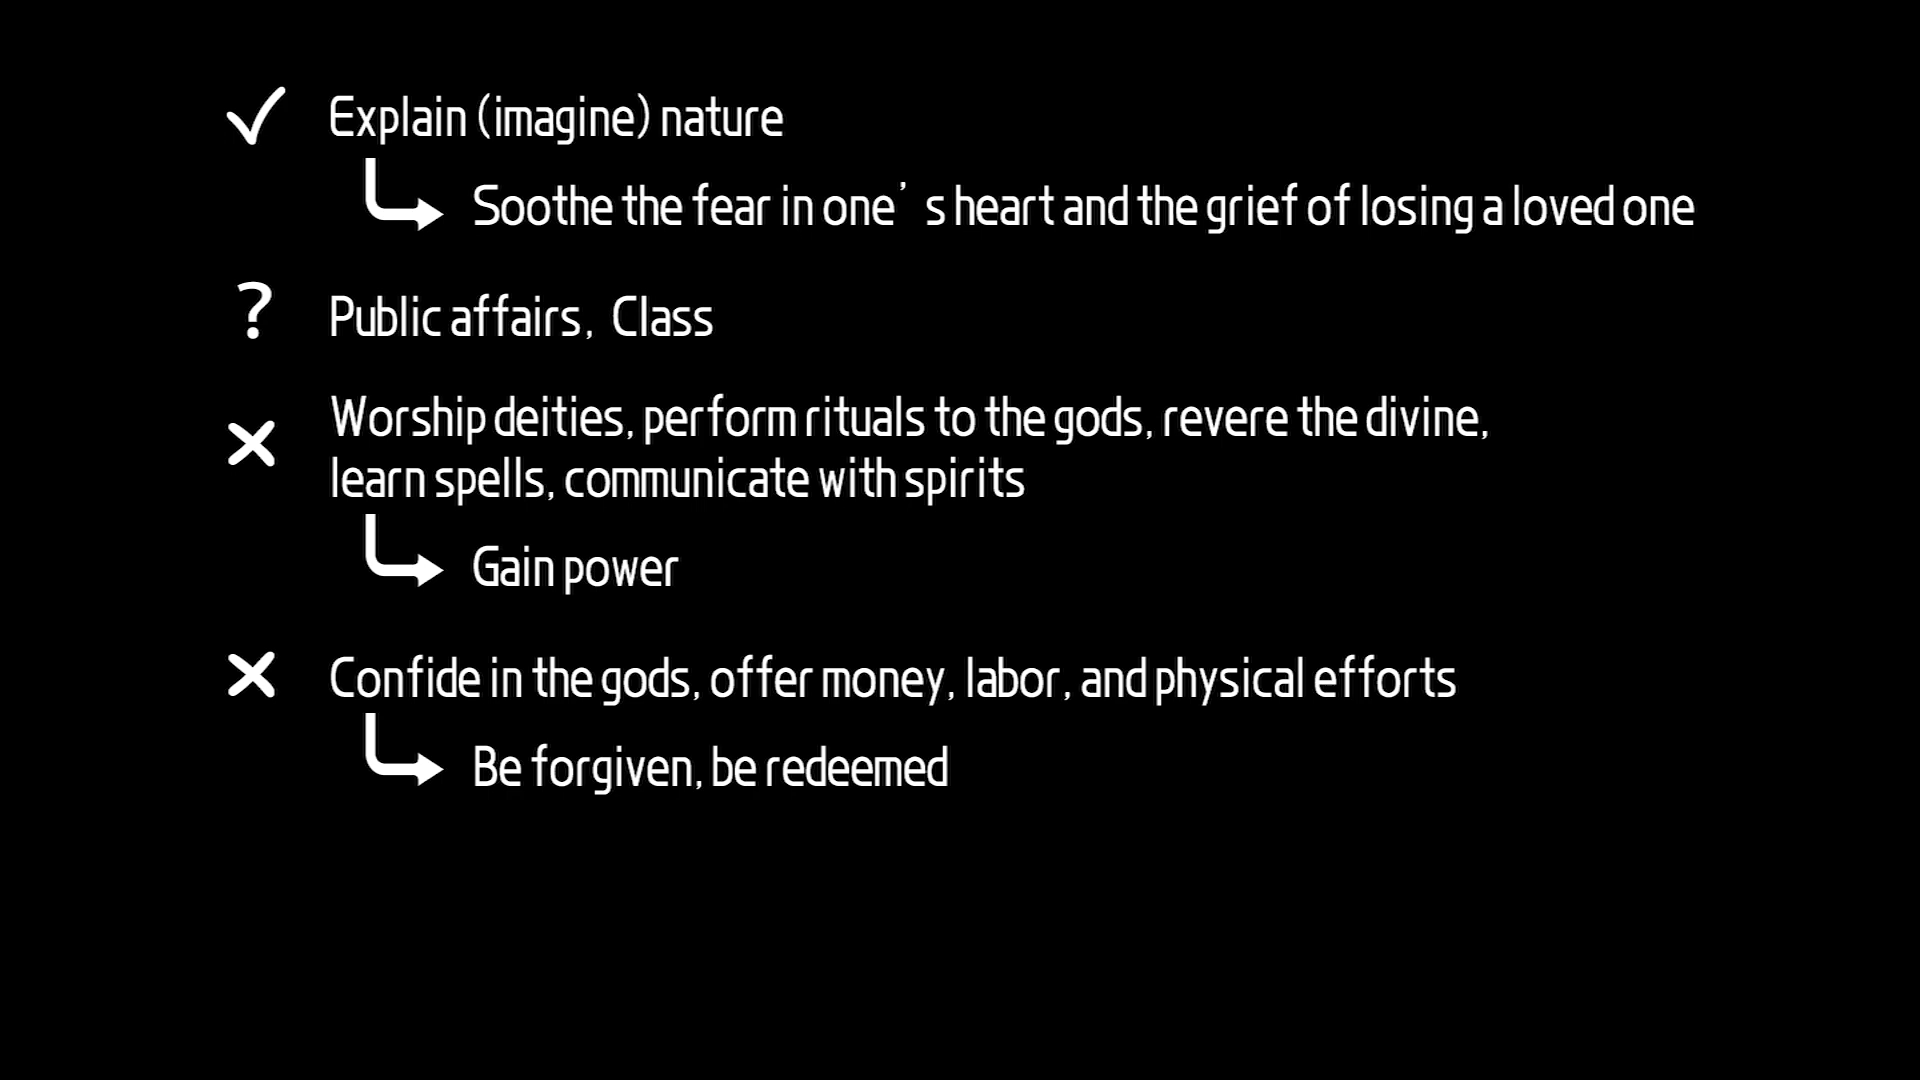 ✓ Explain (imagine) nature
Soothe the fear in one’s heart and the grief of losing a loved one
? Public affairs, Class
✕ Worship deities, perform rituals to the gods, revere the divine,
learn spells, communicate with spirits
Gain power
✕ Confide in the gods, offer money, labor, and physical efforts
Be forgiven, be redeemed